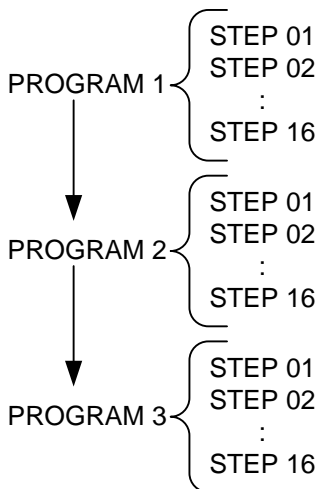 STEP 01
STEP 02
PROGRAM 1
:
STEP 16
STEP 01
STEP 02
PROGRAM 2
:
STEP 16
STEP 01
STEP 02
PROGRAM 3
:
STEP 16